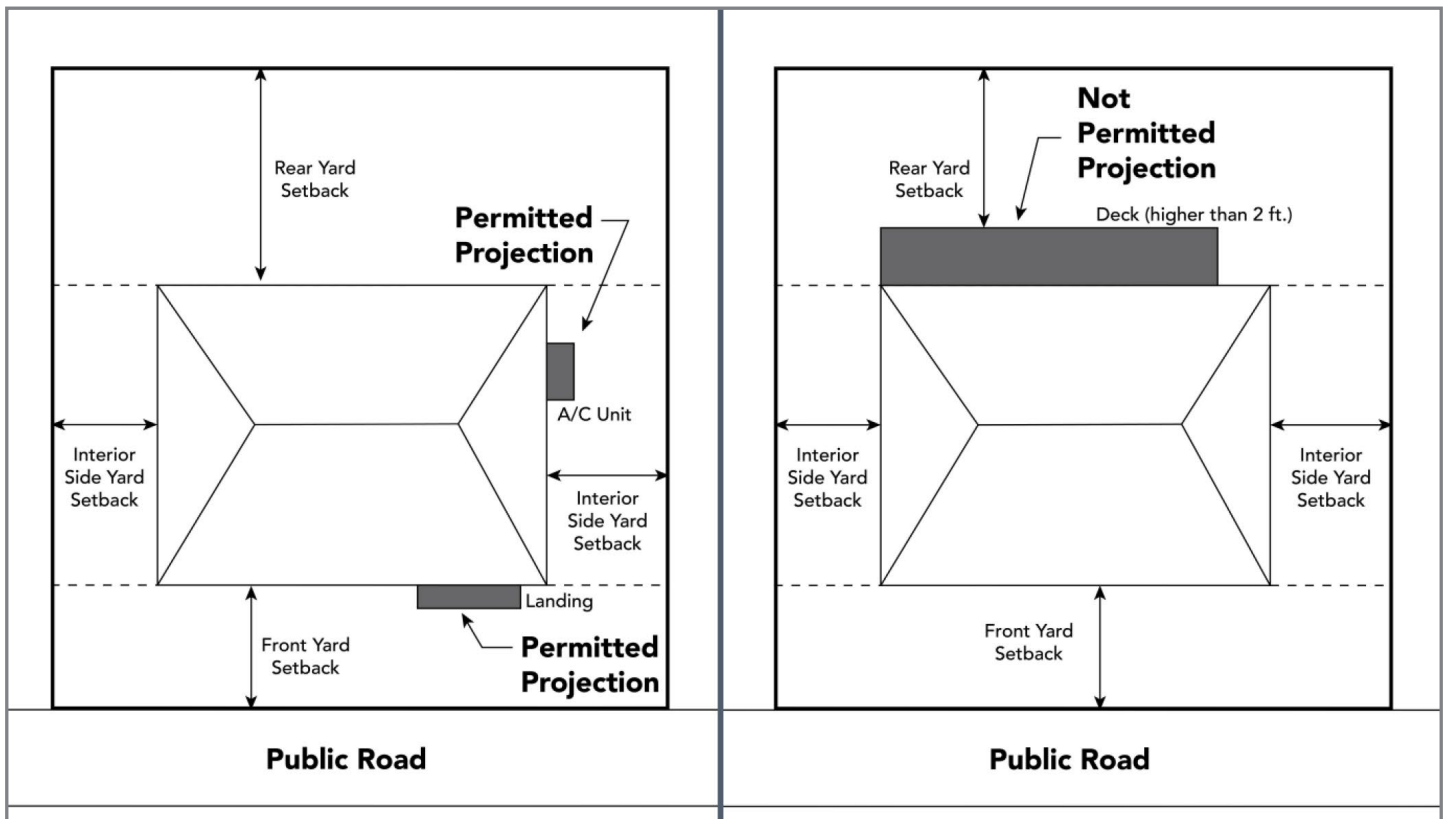 Rear Yard
Setback
Permitted
Projection
A/C Unit
Interior
Side Yard
Setback
Interior
Side Yard
Setback
Landing
Front Yard
Setback
Permitted
Projection
Public Road
Not
Permitted
Projection
Rear Yard
Setback
Deck (higher than 2 ft.)
Interior
Side Yard
Setback
Interior
Side Yard
Setback
Front Yard
Setback
Public Road